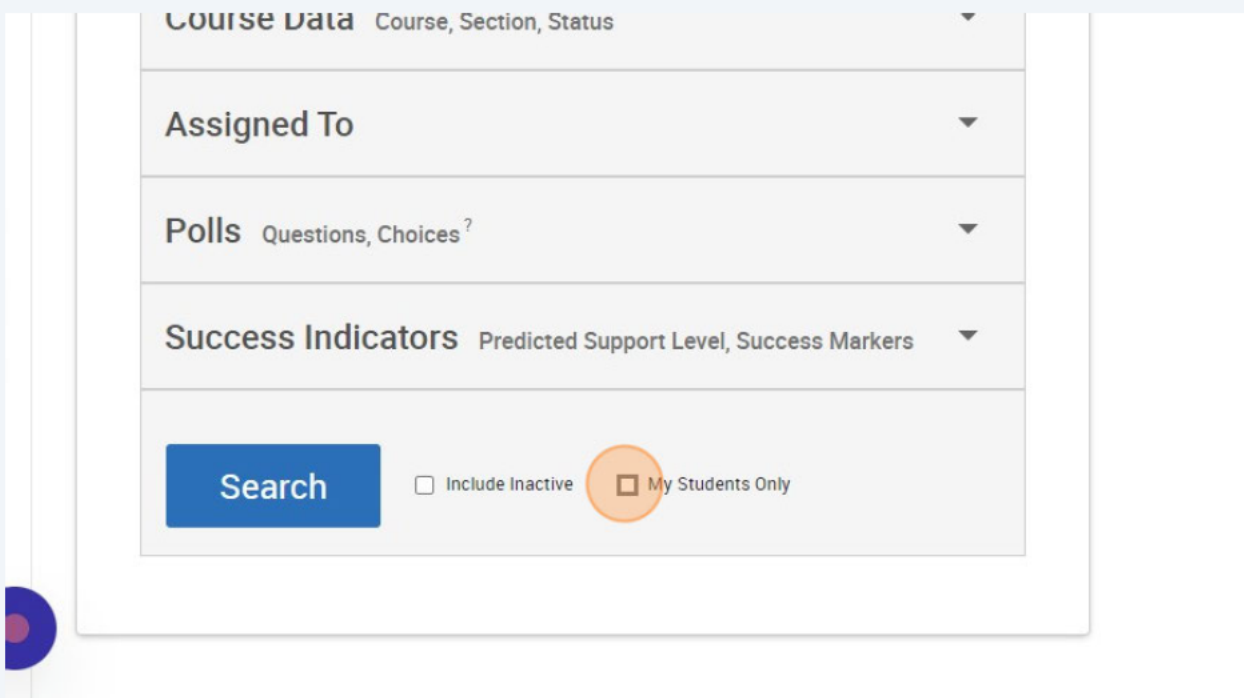 Course Data Course, Section, Status
Assigned To
Polls Questions, Choices ?
Success Indicators Predicted Support Level, Success Markers
Search Include Inactive My Students Only